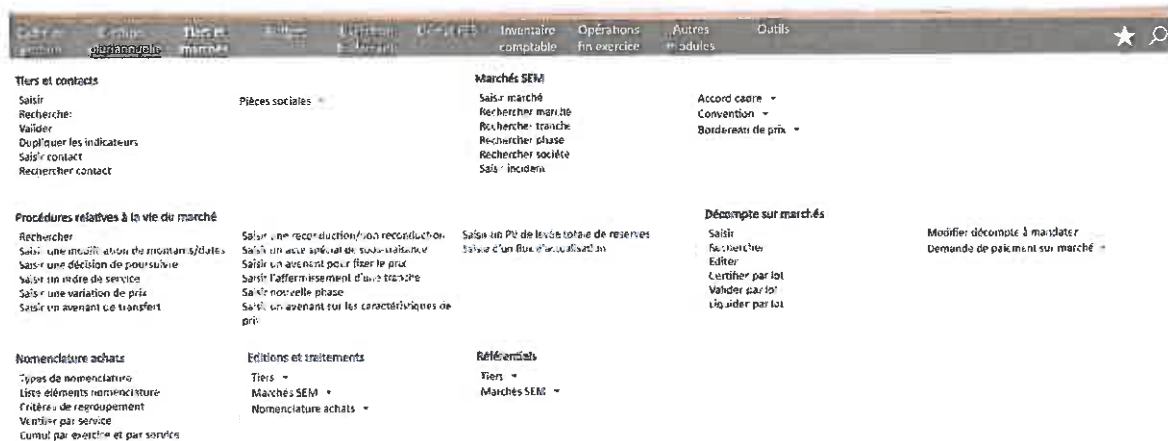 Gestion pluriannuelle
Tiers et marchés
Inventaire comptable
Opérations fin exercice
Autres modules
Outils
Tiers et contacts
Saisir
Rechercher
Valider
Dupliquer les indicateurs
Saisir contact
Rechercher contact
Pièces sociales
Marchés SEM
Saisir marché
Rechercher marché
Rechercher tranche
Rechercher phase
Rechercher société
Saisir incident
Accord cadre
Convention
Bordereau de prix
Procédures relatives à la vie du marché
Rechercher
Saisir une modification de montants/dates
Saisir une décision de poursuivre
Saisir un ordre de service
Saisir une variation de prix
Saisir un avenant de transfert
Saisir une reconduction/non reconduction
Saisir un acte spécial de sous-traitance
Saisir un avenant pour fixer le prix
Saisir l'affermissement d'une tranche
Saisir nouvelle phase
Saisir un avenant sur les caractéristiques de
prix
Saisir un PV de levée totale de reserves
Saisie d'un flux d'actualisation
Décompte sur marchés
Saisir
Rechercher
Editer
Certifier par lot
Valider par lot
Liquider par lot
Modifier décompte à mandater
Demande de paiement sur marché
Nomenclature achats
Types de nomenclature
Liste éléments nomenclature
Critères de regroupement
Ventiler par service
Cumul par exercice et par service
Editions et traitements
Tiers
Marchés SEM
Nomenclature achats
Référentiels
Tiers
Marchés SEM